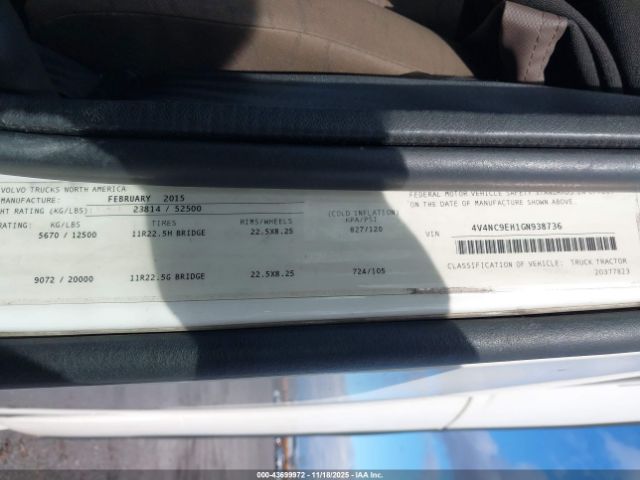 VOLVO TRUCKS NORTH AMERICA
MANUFACTURE: FEBRUARY 2015
HT RATING (KG/LBS) 23814 / 52500
RATING (KG/LBS) TIRES RIMS/WHEELS (COLD INFLATION) KPA/PSI
5670 / 12500 11R22.5H BRIDGE 22.5X8.25 827/120
9072 / 20000 11R22.5G BRIDGE 22.5X8.25 724/105
FEDERAL MOTOR VEHICLE SAFETY
ON THE DATE OF MANUFACTURE SHOWN ABOVE.
VIN 4V4NC9EH1GN938736
CLASSIFICATION OF VEHICLE: TRUCK TRACTOR
20377823
000-43699972 | 11/18/2025 | IAAI.COM